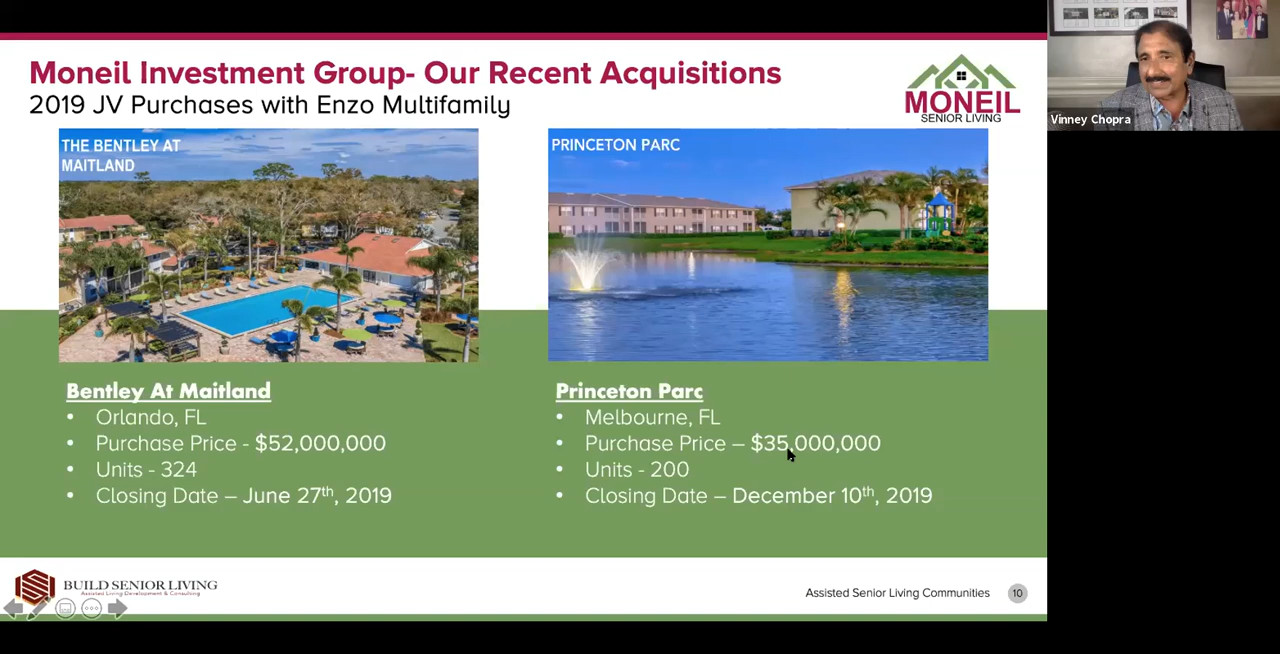 Moneil Investment Group- Our Recent Acquisitions
2019 JV Purchases with Enzo Multifamily
MONEIL
SENIOR LIVING
Vinney Chopra
THE BENTLEY AT
MAITLAND
PRINCETON PARC
Bentley At Maitland
• Orlando, FL
• Purchase Price - $52,000,000
• Units - 324
• Closing Date – June 27th, 2019
Princeton Parc
• Melbourne, FL
• Purchase Price – $35,000,000
• Units - 200
• Closing Date – December 10th, 2019
BUILD SENIOR LIVING
Assisted Living Development & Consulting
Assisted Senior Living Communities
10